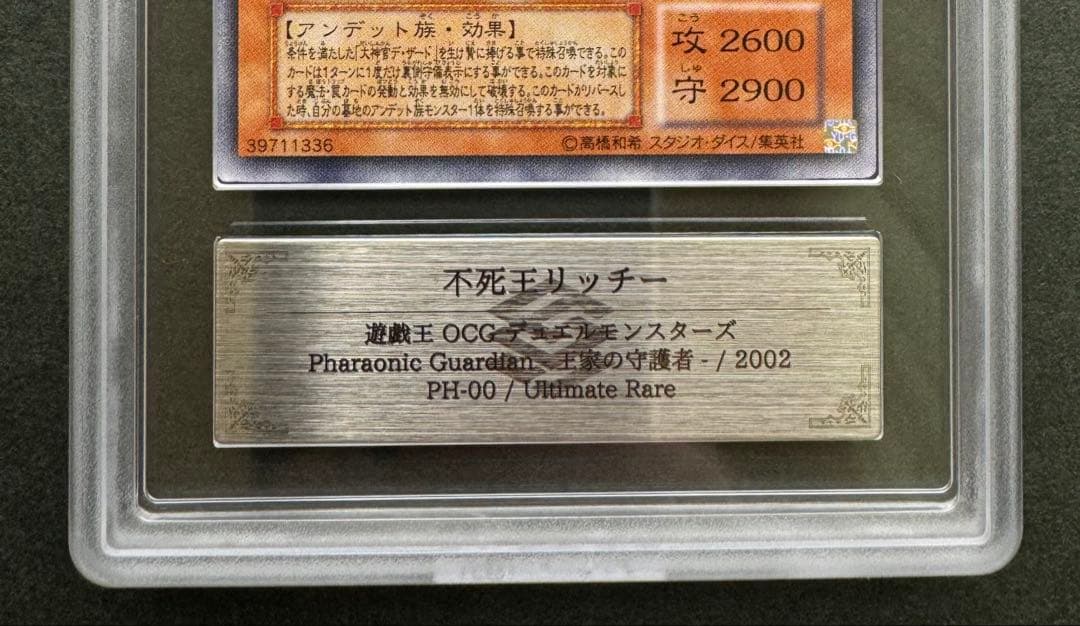 【アンデット族・効果】
条件を満たした「大神官デ・ザード」を生け贄に捧げる事で特殊召喚できる。この
カードは1ターンに1度だけ裏側守備表示にする事ができる。このカードを対象に
する魔法・罠カードの発動と効果を無効にして破壊する。このカードがリバースし
た時、自分の墓地のアンデット族モンスター1体を特殊召喚する事ができる。
攻 2600
守 2900
39711336
©高橋和希 スタジオ・ダイス/集英社
不死王リッチー
遊戯王 OCG デュエルモンスターズ
Pharaonic Guardian - 王家の守護者 - / 2002
PH-00 / Ultimate Rare